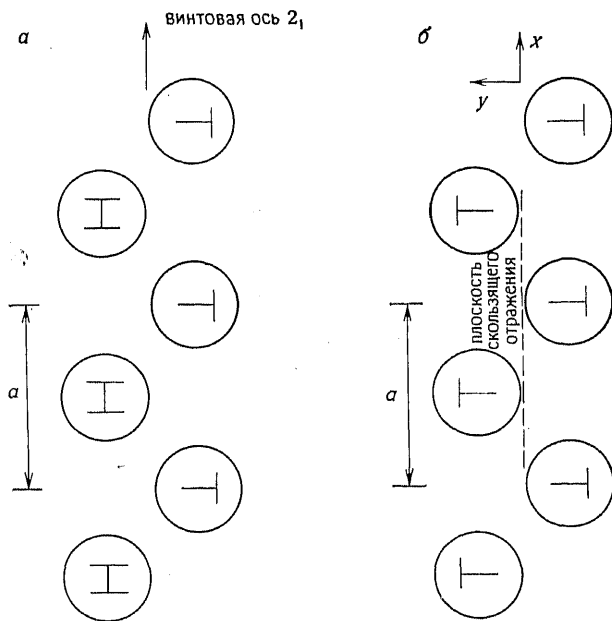 а
винтовая ось 2₁
б
x
y
T
T
H
T
плоскость
скользящего
отражения
T
T
a
a
H
T
T
T
H
T